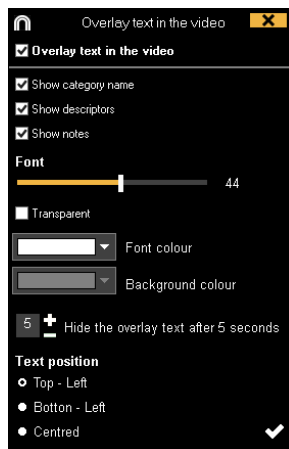 Overlay text in the video
Overlay text in the video
Show category name
Show descriptors
Show notes
Font
44
Transparent
Font colour
Background colour
5 Hide the overlay text after 5 seconds
Text position
Top - Left
Botton - Left
Centred